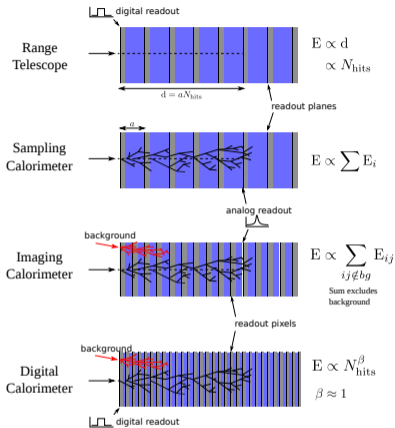 digital readout
Range
Telescope
E ∝ d
∝ N_hits
d = aN_hits
readout planes
a
Sampling
Calorimeter
E ∝ ∑ E_i
analog readout
background
Imaging
Calorimeter
E ∝ ∑ E_ij
ij∉bg
Sum excludes
background
readout pixels
background
Digital
Calorimeter
E ∝ N_hits^β
β ≈ 1
digital readout